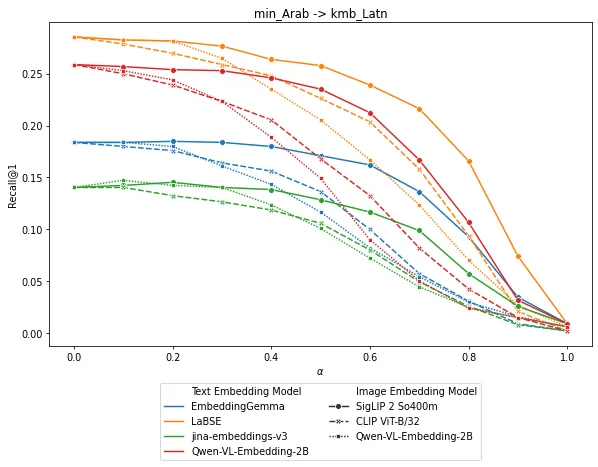 min_Arab -> kmb_Latn
Recall@1
0.25
0.20
0.15
0.10
0.05
0.00
0.0 0.2 0.4 0.6 0.8 1.0
α
Text Embedding Model Image Embedding Model
EmbeddingGemma SigLIP 2 So400m
LaBSE CLIP ViT-B/32
jina-embeddings-v3 Qwen-VL-Embedding-2B
Qwen-VL-Embedding-2B